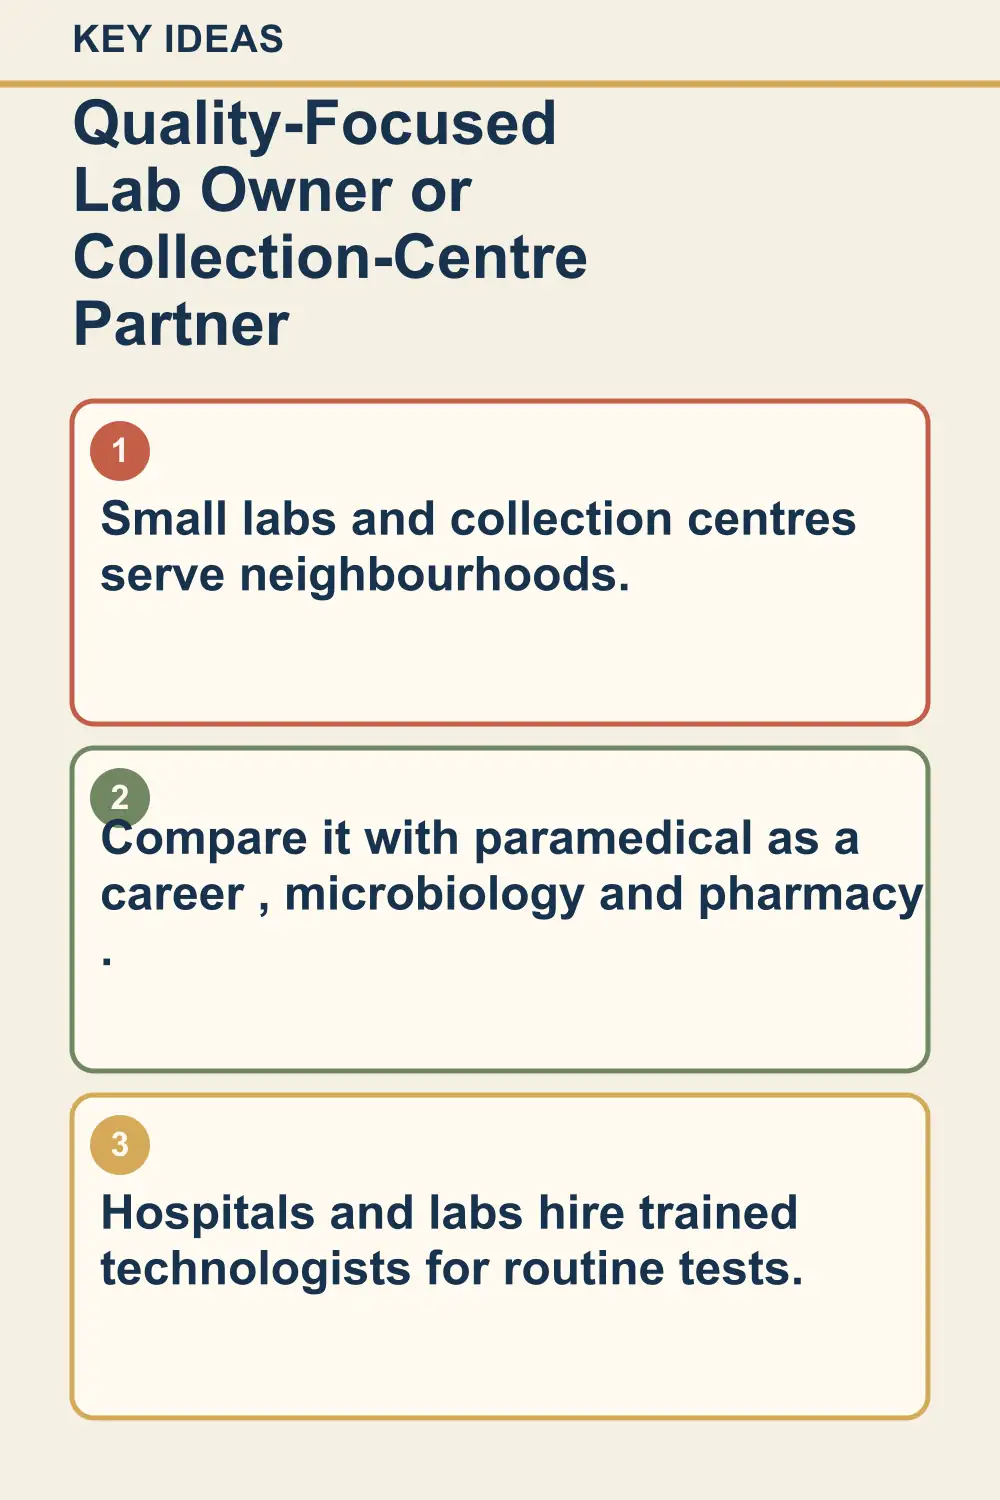 KEY IDEAS
Quality-Focused
Lab Owner or
Collection-Centre
Partner
1
Small labs and collection centres
serve neighbourhoods.
2
Compare it with paramedical as a
career , microbiology and pharmacy
.
3
Hospitals and labs hire trained
technologists for routine tests.